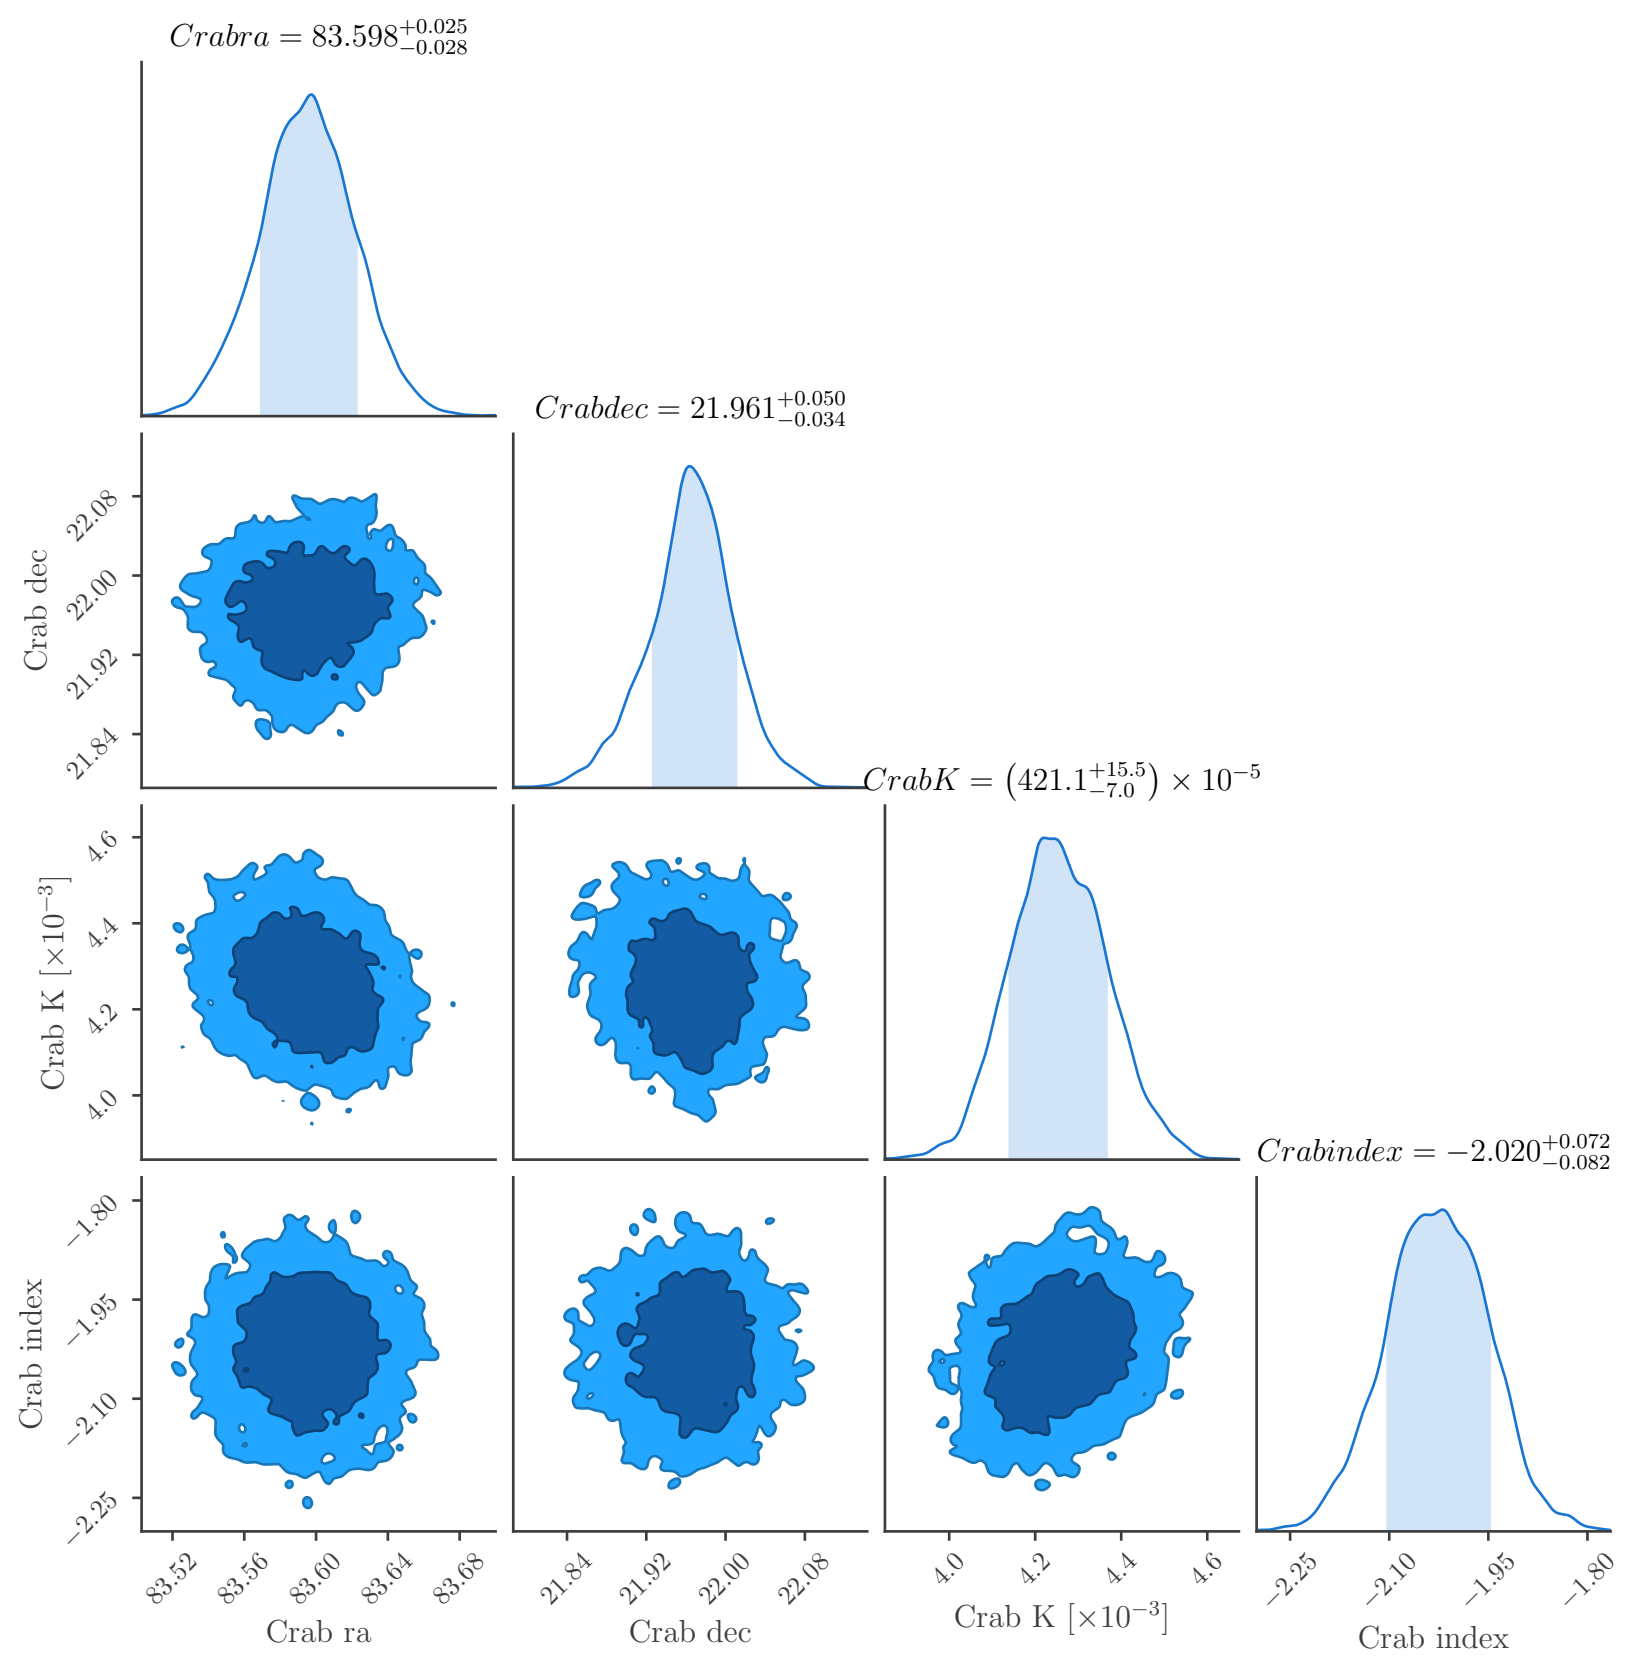 Crabra = 83.598^{+0.025}_{-0.028}
Crabdec = 21.961^{+0.050}_{-0.034}
22.08
22.00
21.92
21.84
Crab dec
CrabK = (421.1^{+15.5}_{-7.0}) × 10^{-5}
4.6
4.4
4.2
4.0
Crab K [×10^{-3}]
Crabindex = −2.020^{+0.072}_{-0.082}
−1.80
−1.95
−2.10
−2.25
Crab index
83.52 83.56 83.60 83.64 83.68
21.84 21.92 22.00 22.08
4.0 4.2 4.4 4.6
−2.25 −2.10 −1.95 −1.80
Crab ra
Crab dec
Crab K [×10^{-3}]
Crab index